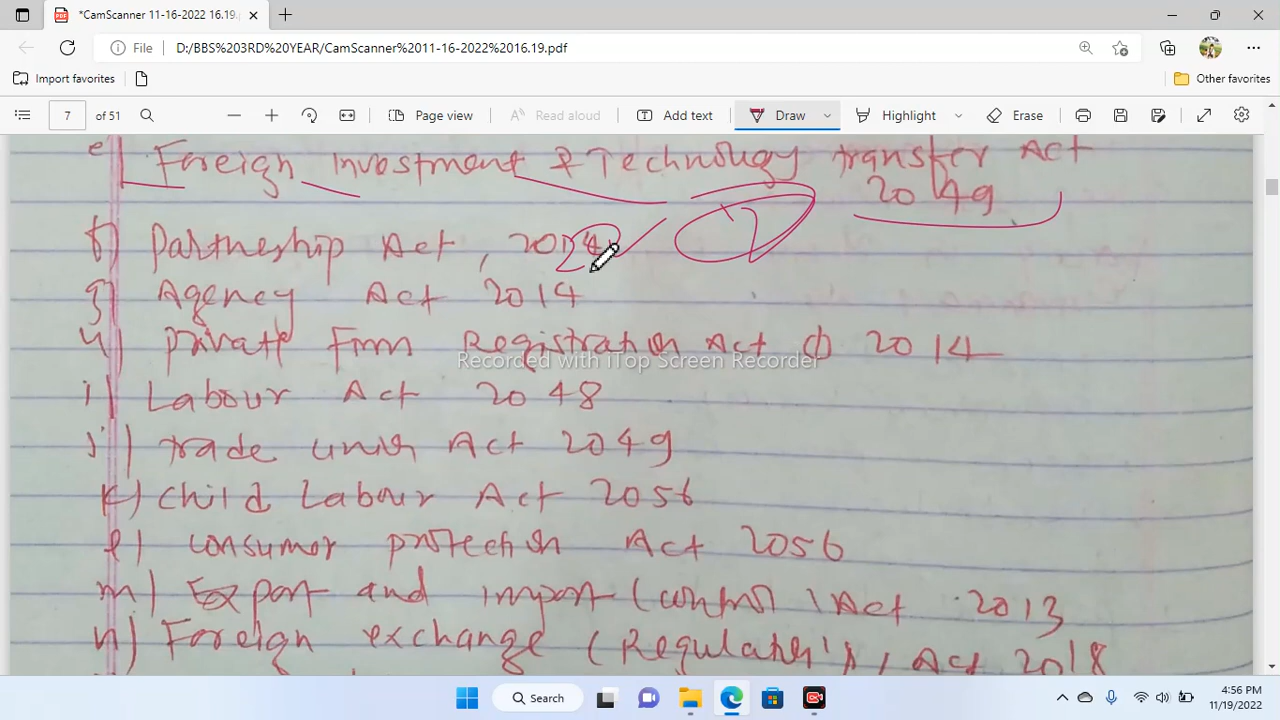 *CamScanner 11-16-2022 16.19.p
File D:/BBS%203RD%20YEAR/CamScanner%2011-16-2022%2016.19.pdf
Import favorites Other favorites
7 of 51 Page view Read aloud Add text Draw Highlight Erase
e) Foreign Investment & Technology transfer Act
2049
f) Partneship Act, 2014
g) Agency Act 2014
h) Private Firm Registration Act 2014
Recorded with iTop Screen Recorder
i) Labour Act 2048
j) trade union Act 2049
k) Child Labour Act 2056
l) consumer protection Act 2056
m) Export and import (control) Act 2013
n) Foreign exchange (Regulation), Act 2018
Search
4:56 PM
11/19/2022